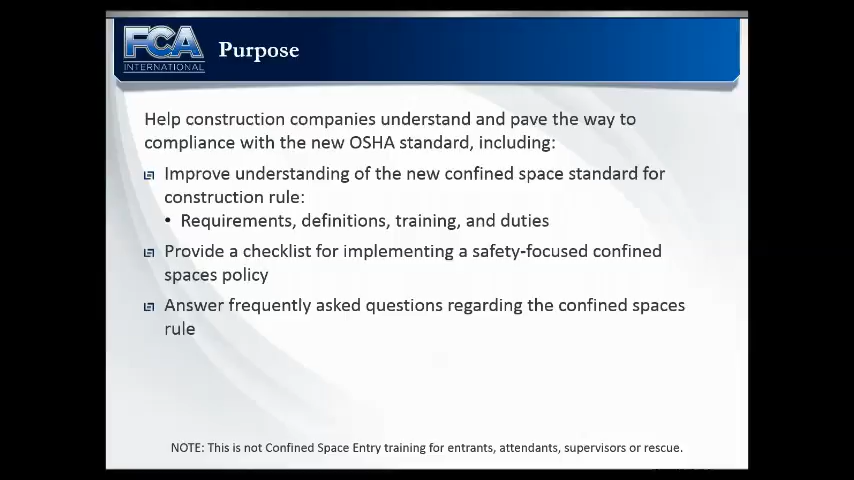 FCA
INTERNATIONAL
Purpose
Help construction companies understand and pave the way to
compliance with the new OSHA standard, including:
Improve understanding of the new confined space standard for
construction rule:
• Requirements, definitions, training, and duties
Provide a checklist for implementing a safety-focused confined
spaces policy
Answer frequently asked questions regarding the confined spaces
rule
NOTE: This is not Confined Space Entry training for entrants, attendants, supervisors or rescue.